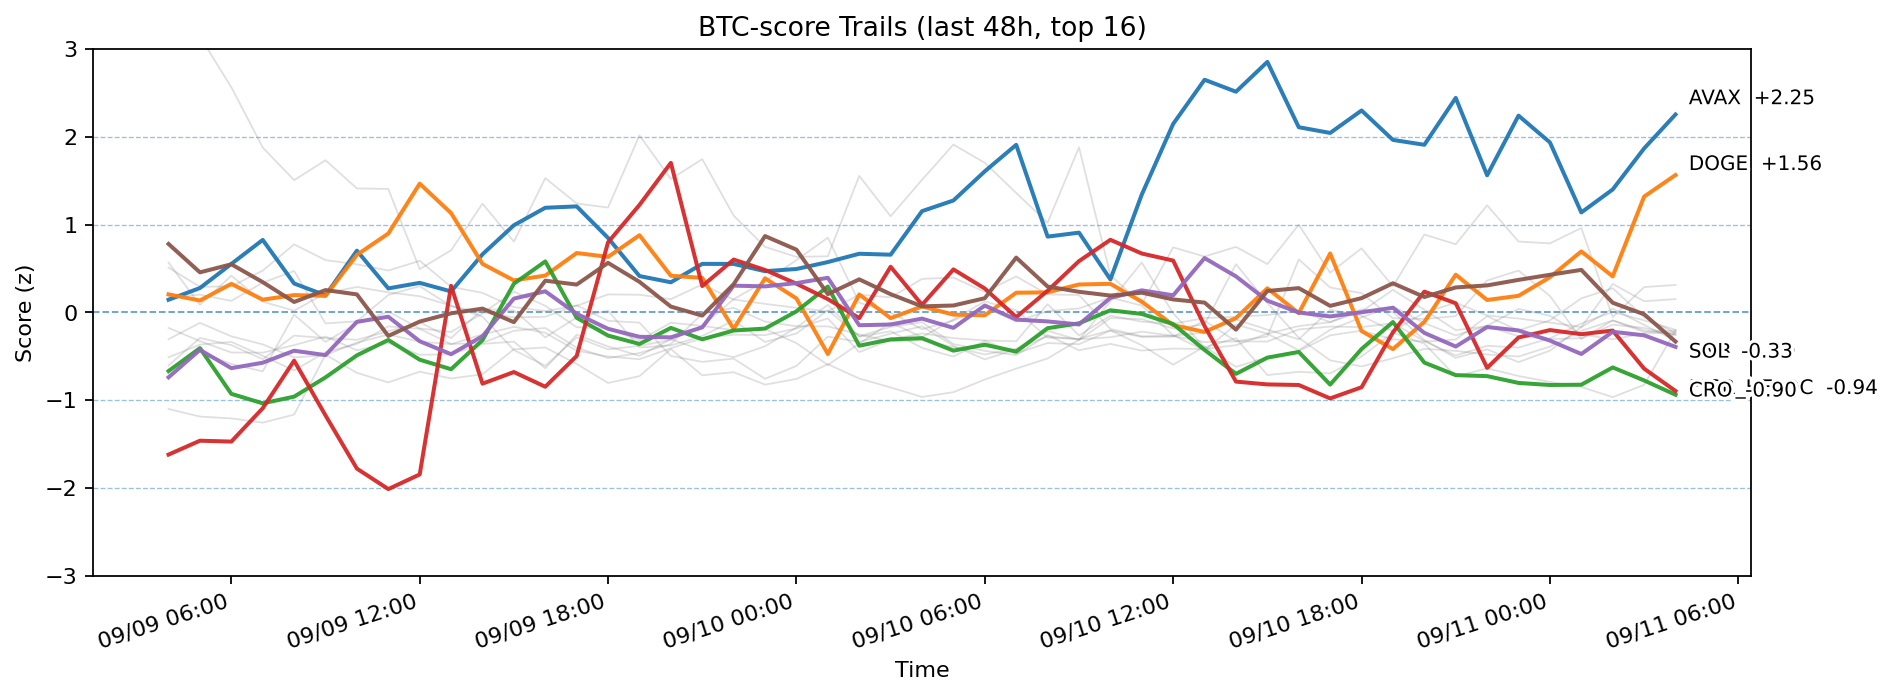 BTC-score Trails (last 48h, top 16)
Score (z)
3
2
1
0
−1
−2
−3
AVAX +2.25
DOGE +1.56
SOL -0.33
CRO -0.90
C -0.94
09/09 06:00
09/09 12:00
09/09 18:00
09/10 00:00
09/10 06:00
09/10 12:00
09/10 18:00
09/11 00:00
09/11 06:00
Time